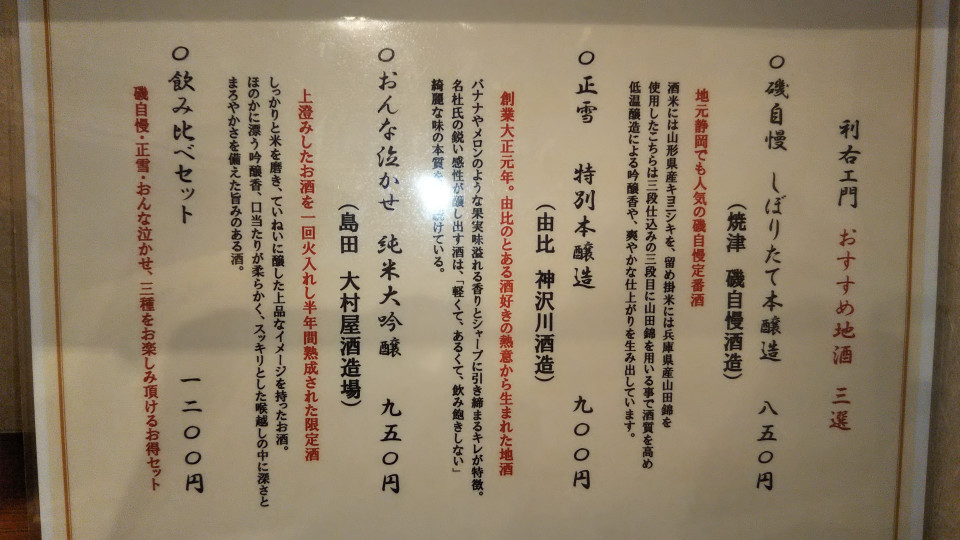 利右エ門 おすすめ地酒 三選
○磯自慢 しぼりたて本醸造 八五〇円
(焼津 磯自慢酒造)
地元静岡でも人気の磯自慢定番酒
酒米には山形県産キヨニシキを、留め掛米には兵庫県産山田錦を
使用したこちらは三段仕込みの三段目に山田錦を用いる事で酒質を高め
低温醸造による吟醸香や、爽やかな仕上がりを生み出しています。
○正雪 特別本醸造 九〇〇円
(由比 神沢川酒造)
創業大正元年。由比のとある酒好きの熱意から生まれた地酒
バナナやメロンのような果実味溢れる香りとシャープに引き締まるキレが特徴。
名杜氏の鋭い感性が醸し出す酒は、「軽くて、まるくて、飲み飽きしない」
綺麗な味の本質を 続けている。
○おんな泣かせ 純米大吟醸 九五〇円
(島田 大村屋酒造場)
上澄みしたお酒を一回火入れし半年間熟成された限定酒
しっかりと米を磨き、ていねいに醸した上品なイメージを持ったお酒。
ほのかに漂う吟醸香、口当たりが柔らかく、スッキリとした喉越しの中に深さと
まろやかさを備えた旨みのある酒。
○飲み比べセット 一二〇〇円
磯自慢・正雪・おんな泣かせ、三種をお楽しみ頂けるお得セット